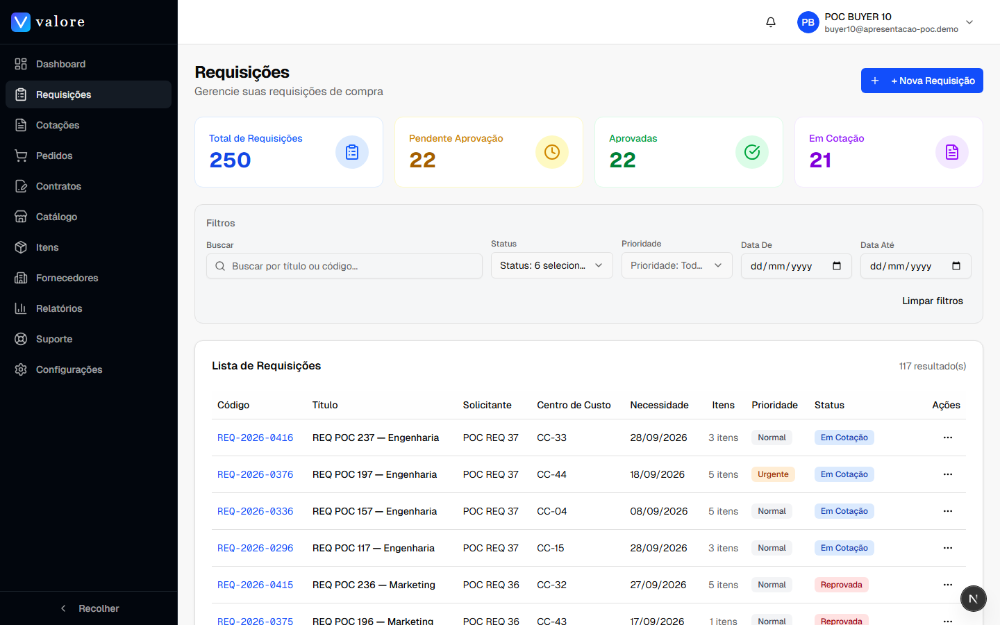 valore
POC BUYER 10
PB
buyer10@apresentacao-poc.demo
Dashboard
Requisições
Cotações
Pedidos
Contratos
Catálogo
Itens
Fornecedores
Relatórios
Suporte
Configurações
Recolher
Requisições
Gerencie suas requisições de compra
+ + Nova Requisição
Total de Requisições
250
Pendente Aprovação
22
Aprovadas
22
Em Cotação
21
Filtros
Buscar Status Prioridade Data De Data Até
Buscar por título ou código... Status: 6 selecion... Prioridade: Tod... dd/mm/yyyy dd/mm/yyyy
Limpar filtros
Lista de Requisições 117 resultado(s)
Código Título Solicitante Centro de Custo Necessidade Itens Prioridade Status Ações
REQ-2026-0416 REQ POC 237 — Engenharia POC REQ 37 CC-33 28/09/2026 3 itens Normal Em Cotação ...
REQ-2026-0376 REQ POC 197 — Engenharia POC REQ 37 CC-44 18/09/2026 5 itens Urgente Em Cotação ...
REQ-2026-0336 REQ POC 157 — Engenharia POC REQ 37 CC-04 08/09/2026 5 itens Normal Em Cotação ...
REQ-2026-0296 REQ POC 117 — Engenharia POC REQ 37 CC-15 28/09/2026 3 itens Normal Em Cotação ...
REQ-2026-0415 REQ POC 236 — Marketing POC REQ 36 CC-32 27/09/2026 5 itens Normal Reprovada ...
REQ-2026-0375 REQ POC 196 — Marketing POC REQ 36 CC-43 17/09/2026 1 itens Normal Reprovada ...
N